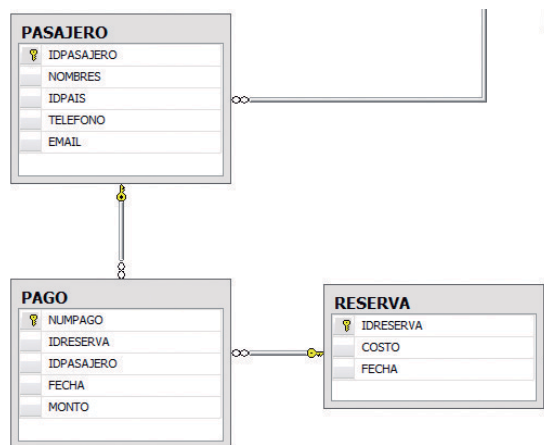 PASAJERO
IDPASAJERO
NOMBRES
IDPAIS
TELEFONO
EMAIL
PAGO
NUMPAGO
IDRESERVA
IDPASAJERO
FECHA
MONTO
RESERVA
IDRESERVA
COSTO
FECHA